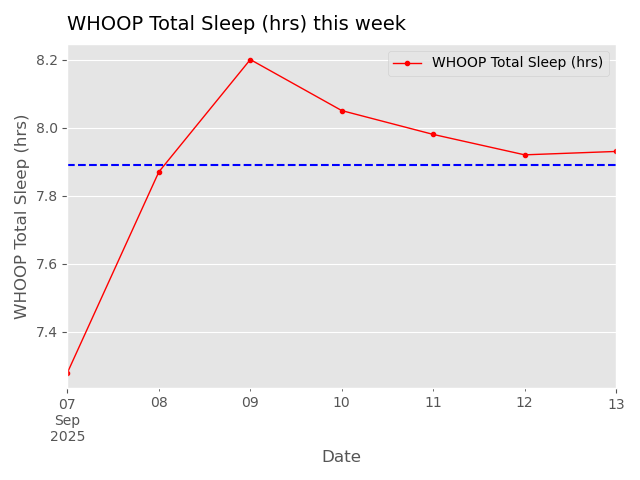 WHOOP Total Sleep (hrs) this week
WHOOP Total Sleep (hrs)
WHOOP Total Sleep (hrs)
8.2
8.0
7.8
7.6
7.4
07 08 09 10 11 12 13
Sep
2025
Date